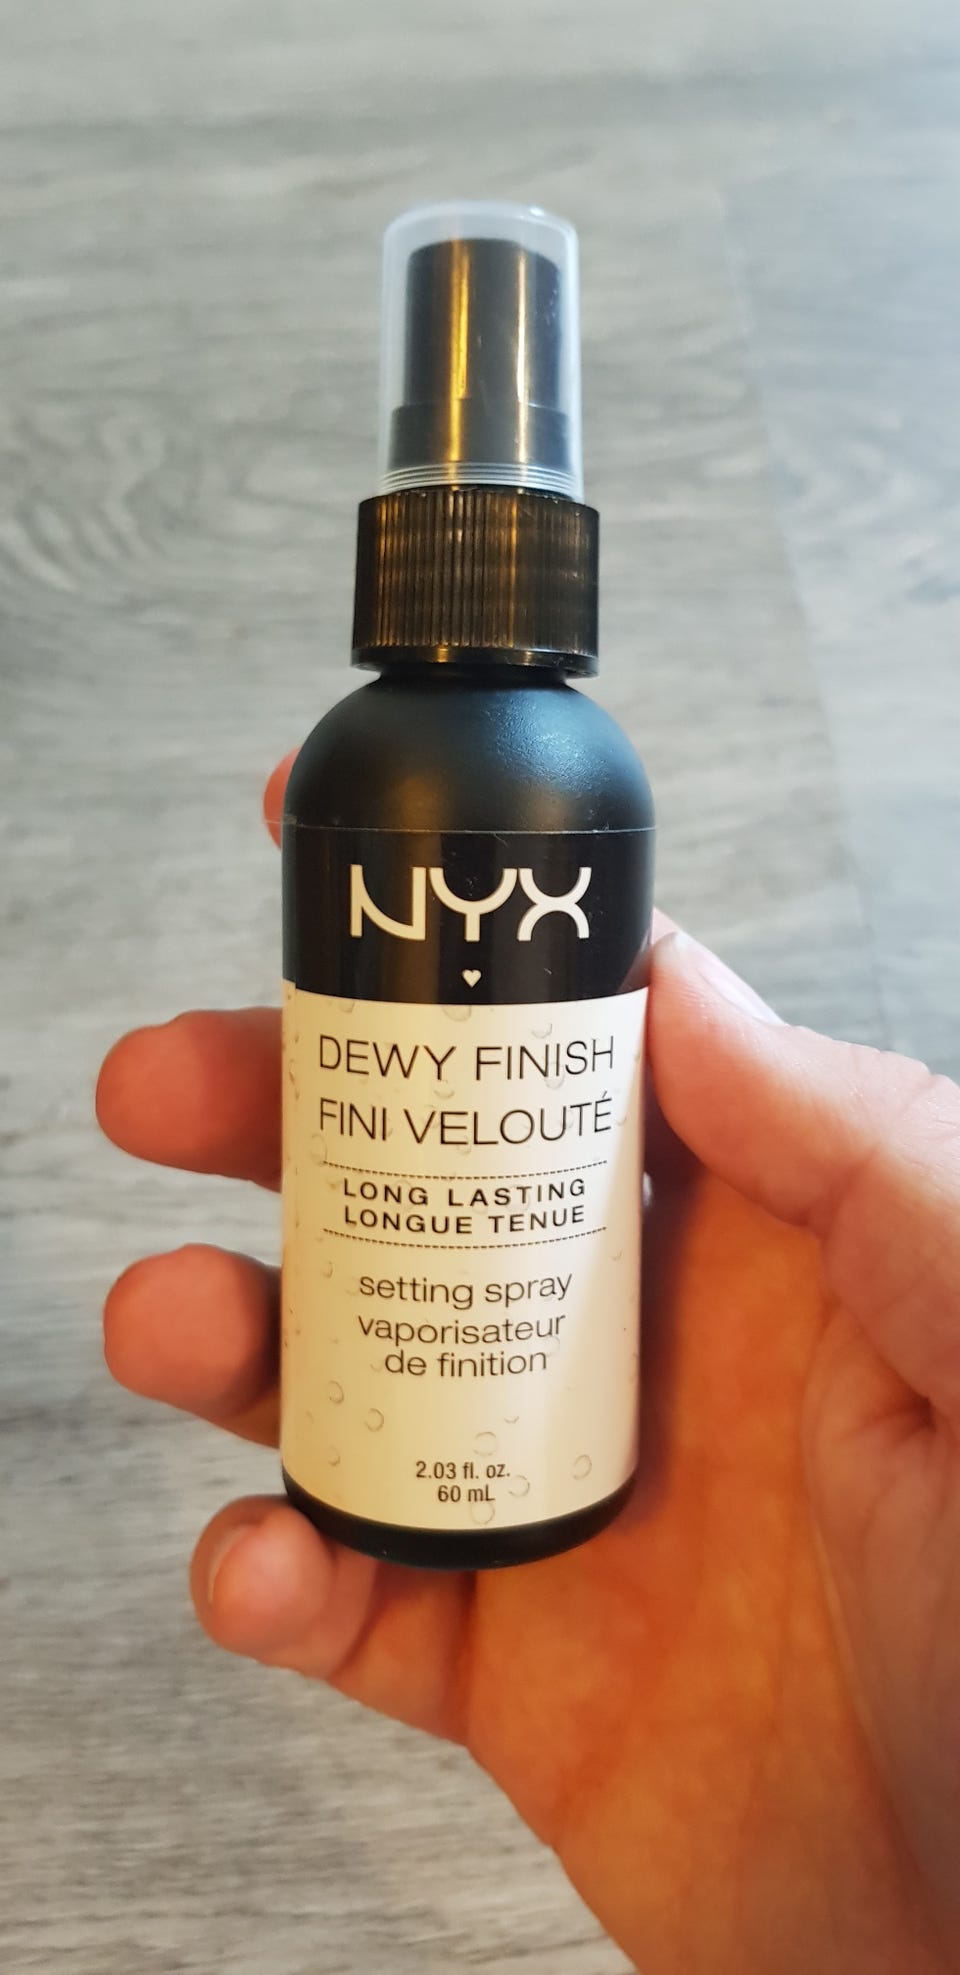 NYX
DEWY FINISH
FINI VELOUTÉ
LONG LASTING
LONGUE TENUE
setting spray
vaporisateur
de finition
2.03 fl. oz.
60 mL